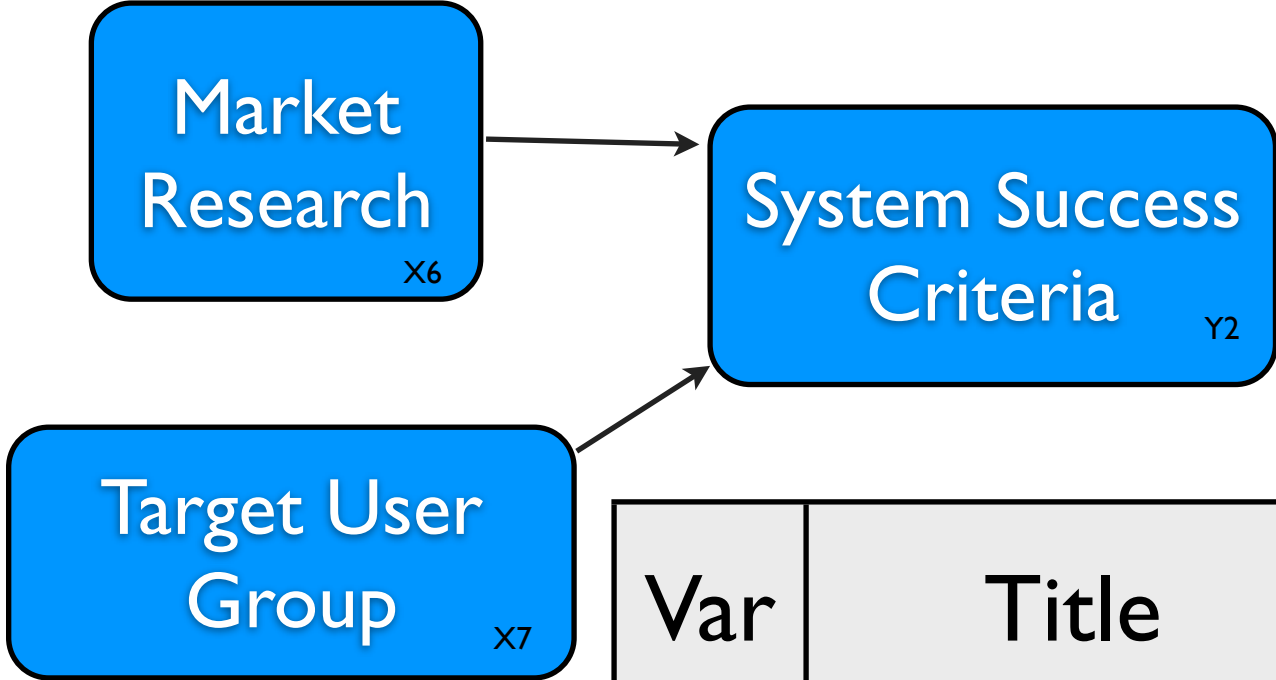 Market
Research
X6
System Success
Criteria
Y2
Target User
Group
X7
Var
Title